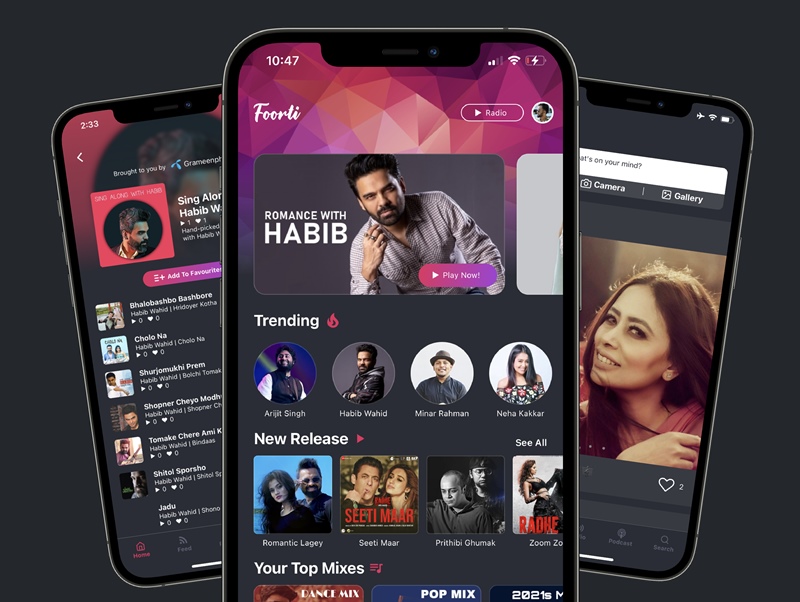 2:33
Brought to you by Grameenph
SING ALONG WITH HABIB
Sing Alon
Habib W
1 1
Hand-picked
with Habib W
Add To Favourites
Bhalobashbo Bashbore
Habib Wahid | Hridoyer Kotha
0 0
Cholo Na
Habib Wahid | Cholo Na
0 0
Shurjomukhi Prem
Habib Wahid | Bolchi Tomak
0 0
Shopner Cheyo Modh
Habib Wahid | Shopner Ch
0 0
Tomake Chere Ami K
Habib Wahid | Bindaas
0 0
Shitol Sporsho
Habib Wahid | Shitol Sp
0 0
Jadu
Habib Wahid | Shono
0 0
Home
Feed
10:47
Foorti
Radio
ROMANCE WITH
HABIB
Play Now!
Trending
Arijit Singh
Habib Wahid
Minar Rahman
Neha Kakkar
New Release
See All
RADHE
SEETI MAAR
RADHE
Romantic Lagey
Seeti Maar
Prithibi Ghumak
Zoom Zo
Your Top Mixes
DANCE MIX
POP MIX
2021s M
at's on your mind?
Camera
Gallery
2
Podcast
Search